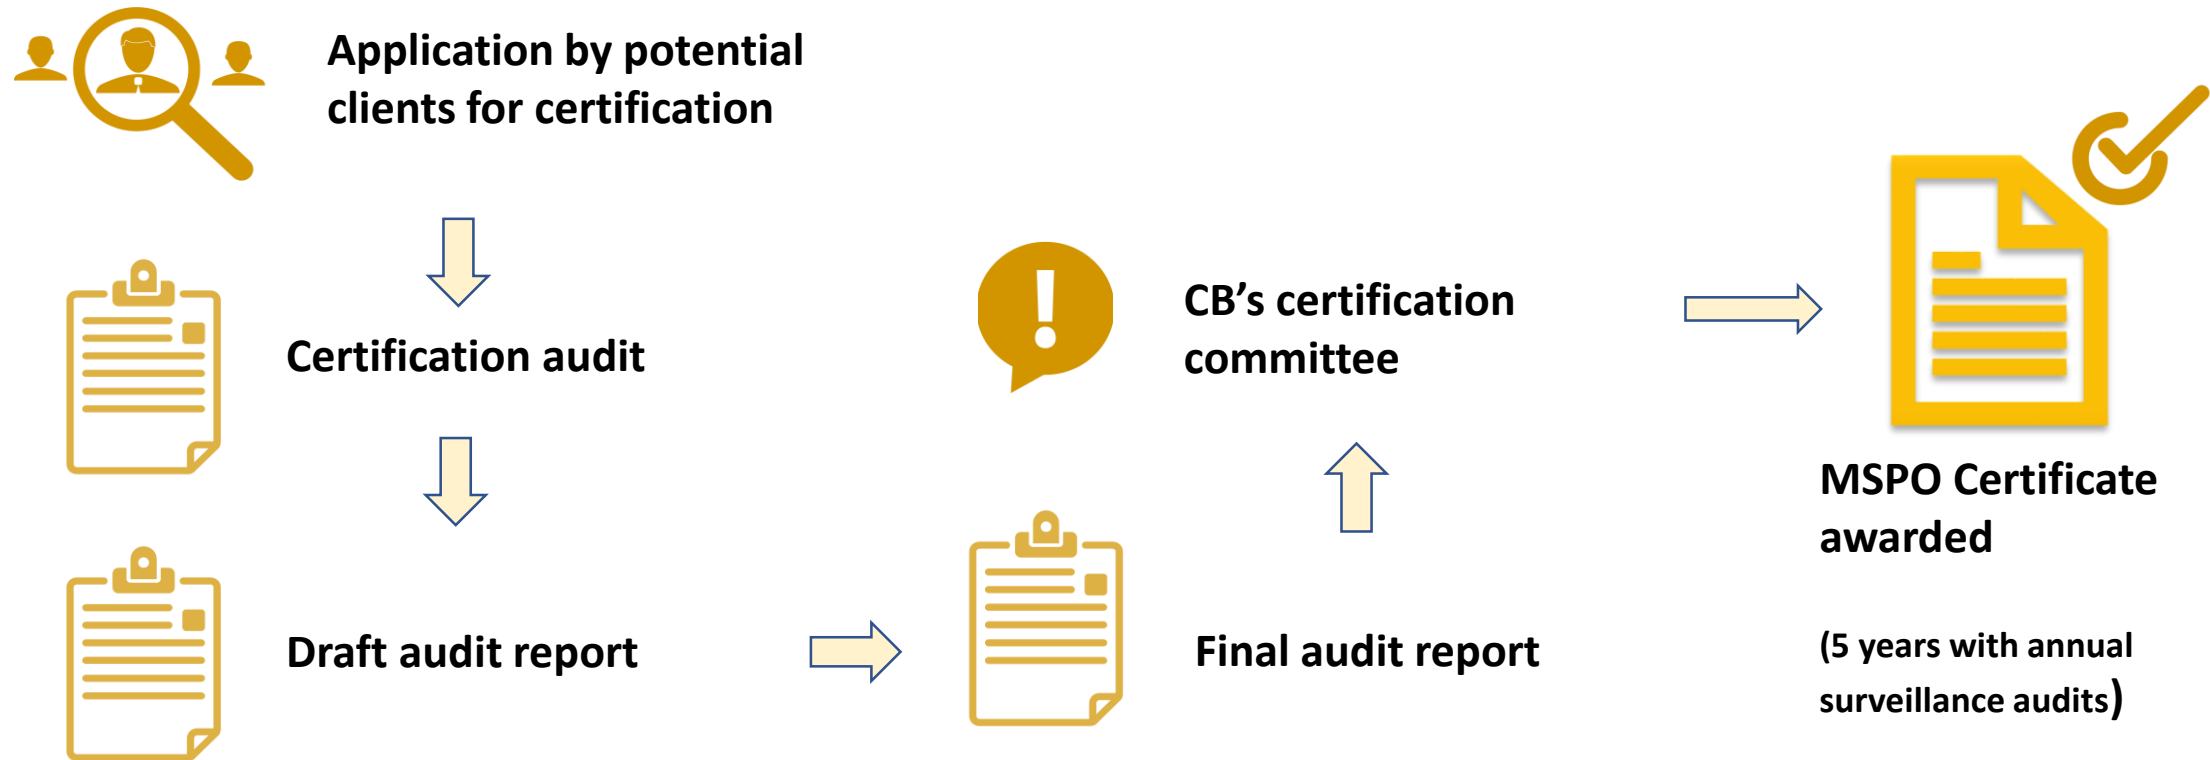 Application by potential
clients for certification
Certification audit
Draft audit report
Final audit report
CB’s certification
committee
MSPO Certificate
awarded
(5 years with annual
surveillance audits)